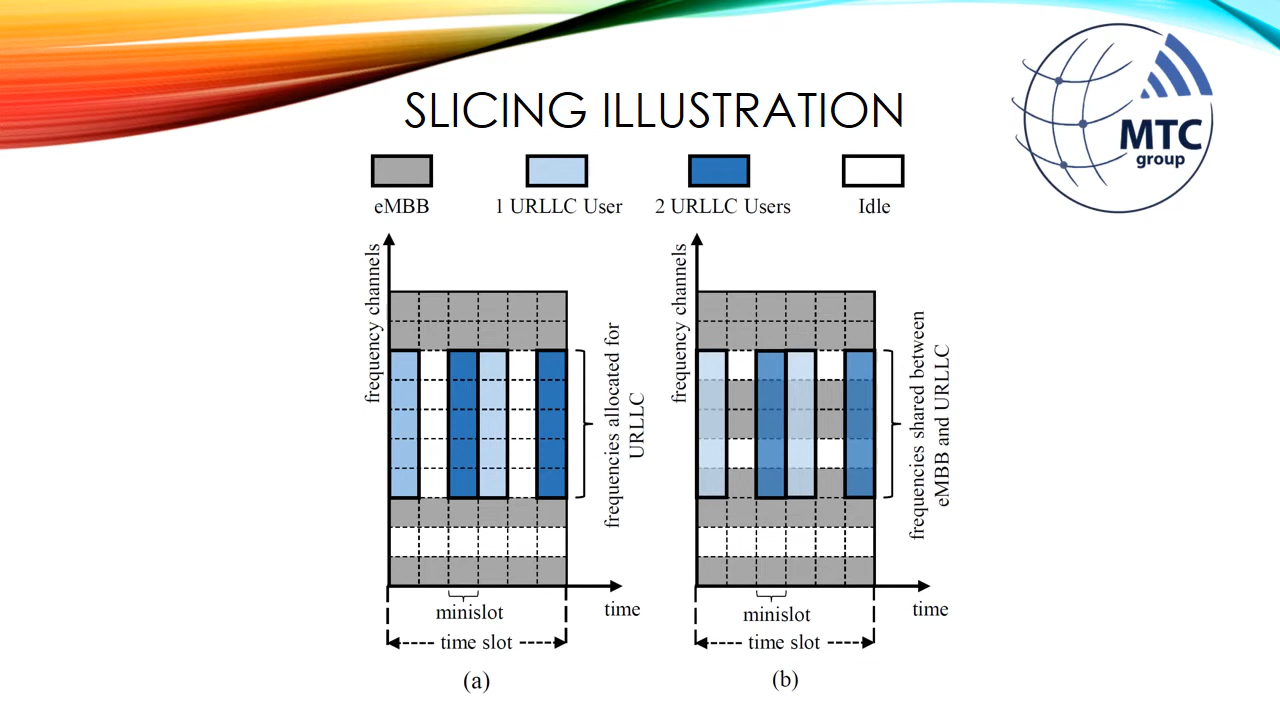 SLICING ILLUSTRATION
MTC
group
eMBB
1 URLLC User
2 URLLC Users
Idle
frequency channels
frequencies allocated for
URLLC
minislot
time
time slot
(a)
frequency channels
frequencies shared between
eMBB and URLLC
minislot
time
time slot
(b)